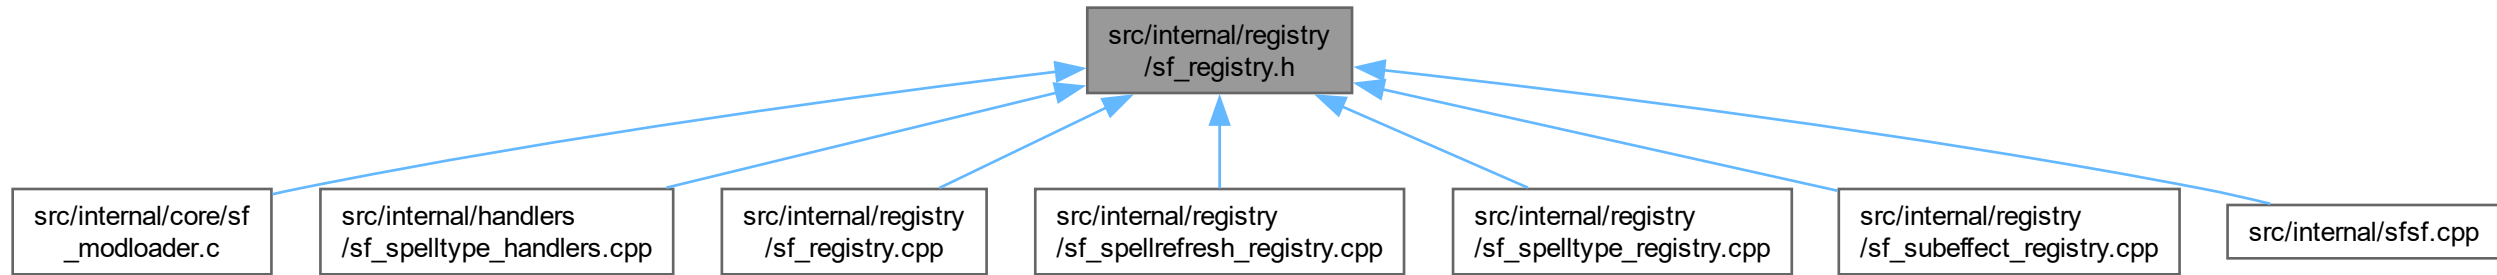 src/internal/registry
/sf_registry.h
src/internal/core/sf
_modloader.c
src/internal/handlers
/sf_spelltype_handlers.cpp
src/internal/registry
/sf_registry.cpp
src/internal/registry
/sf_spellrefresh_registry.cpp
src/internal/registry
/sf_spelltype_registry.cpp
src/internal/registry
/sf_subeffect_registry.cpp
src/internal/sfsf.cpp